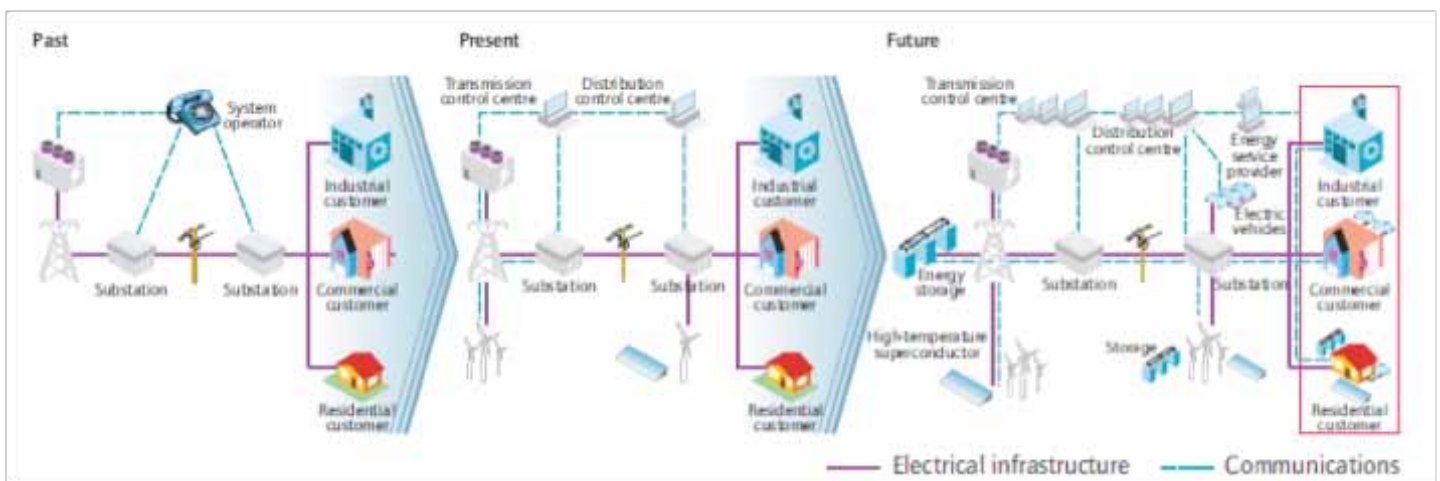 Past
System
operator
Substation
Substation
Industrial
customer
Commercial
customer
Residential
customer
Present
Transmission
control centre
Distribution
control centre
Substation
Substation
Industrial
customer
Commercial
customer
Residential
customer
Future
Transmission
control centre
Distribution
control centre
Energy
service
provider
Electric
vehicles
Energy
storage
Substation
Substation
High-temperature
superconductor
Storage
Industrial
customer
Commercial
customer
Residential
customer
Electrical infrastructure
Communications